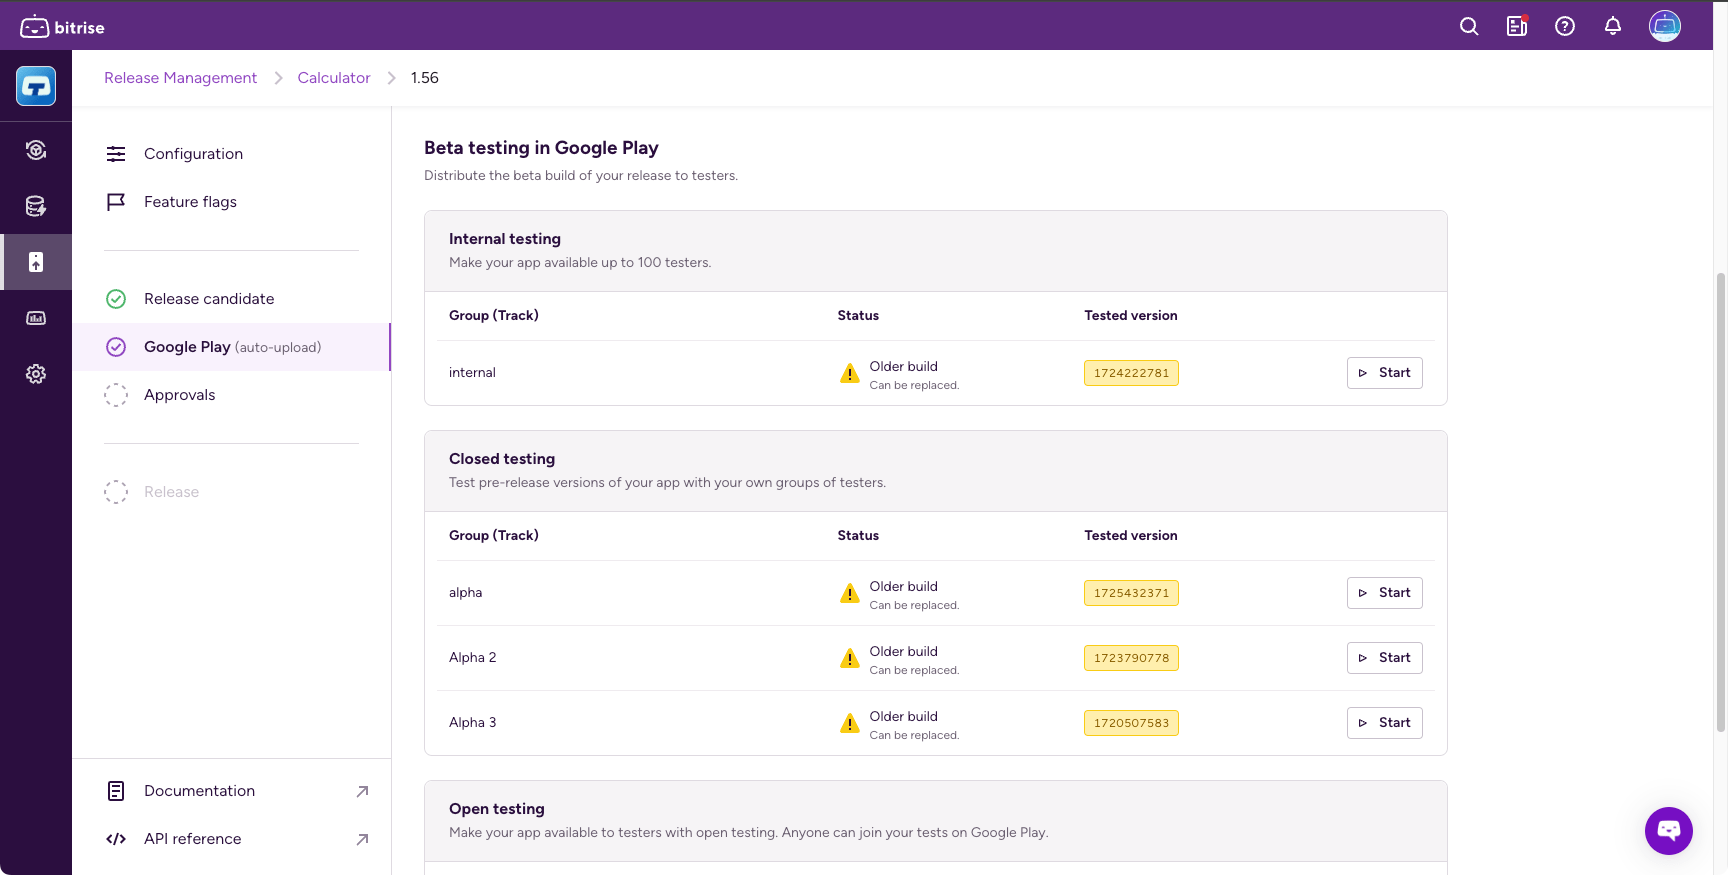 bitrise
Release Management
Calculator
1.56
Configuration
Feature flags
Release candidate
Google Play (auto-upload)
Approvals
Release
Documentation
API reference
Beta testing in Google Play
Distribute the beta build of your release to testers.
Internal testing
Make your app available up to 100 testers.
Group (Track) Status Tested version
internal Older build 1724222781 Start
Can be replaced.
Closed testing
Test pre-release versions of your app with your own groups of testers.
Group (Track) Status Tested version
alpha Older build 1725432371 Start
Can be replaced.
Alpha 2 Older build 1723790778 Start
Can be replaced.
Alpha 3 Older build 1720507583 Start
Can be replaced.
Open testing
Make your app available to testers with open testing. Anyone can join your tests on Google Play.